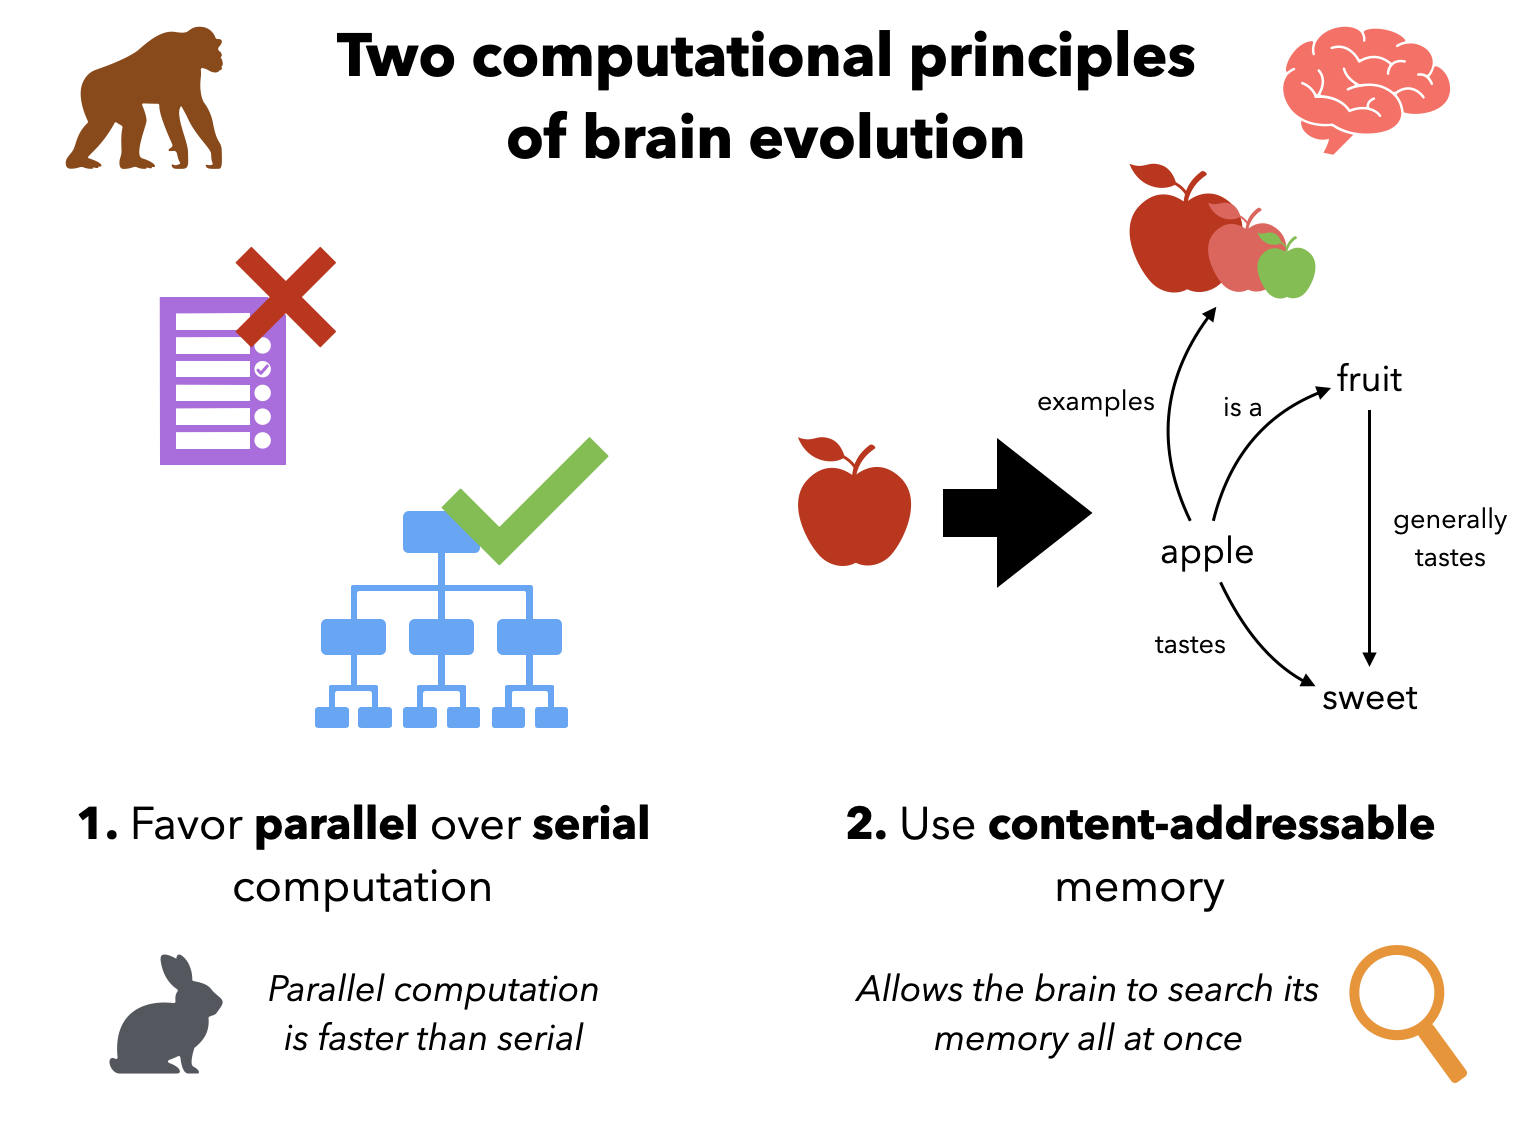 Two computational principles
of brain evolution
examples
is a
fruit
generally
tastes
apple
tastes
sweet
1. Favor parallel over serial
computation
Parallel computation
is faster than serial
2. Use content-addressable
memory
Allows the brain to search its
memory all at once